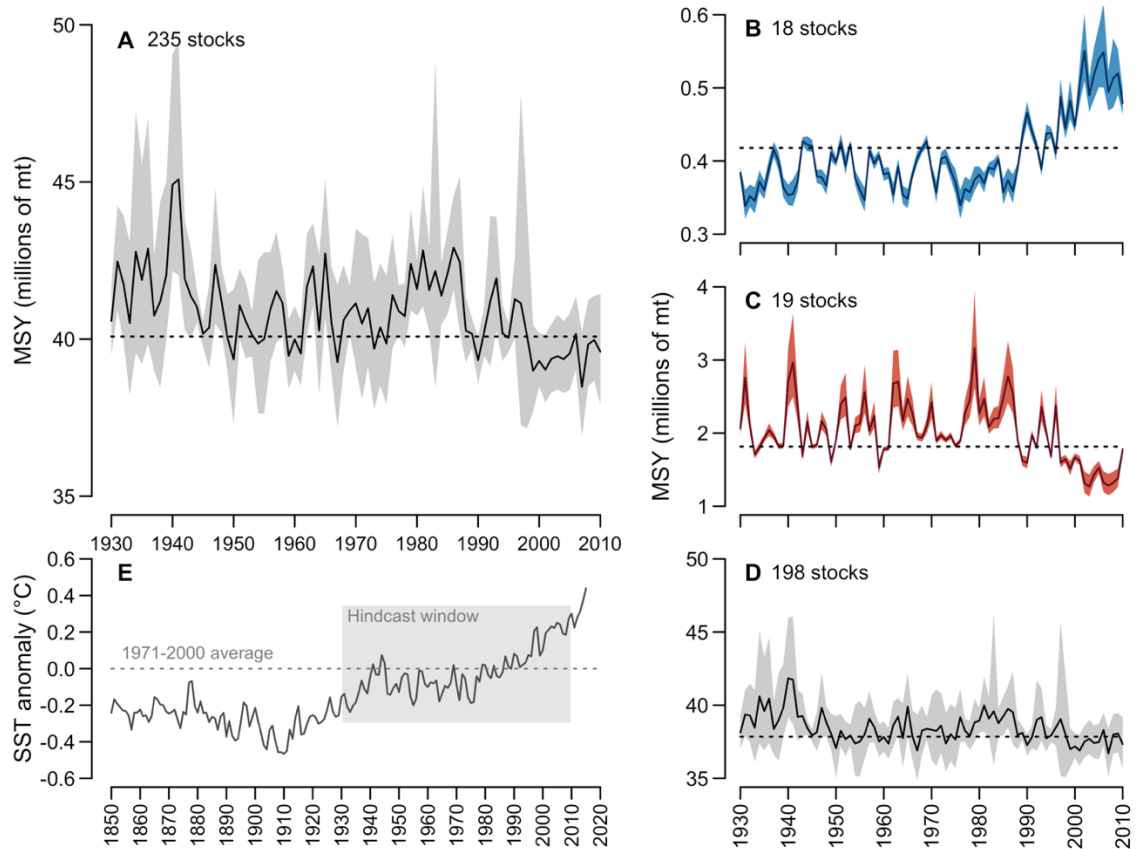 A 235 stocks
50
45
40
35
MSY (millions of mt)
1930 1940 1950 1960 1970 1980 1990 2000 2010
B 18 stocks
0.6
0.5
0.4
0.3
C 19 stocks
4
3
2
1
MSY (millions of mt)
E
0.6
0.4
0.2
0.0
-0.2
-0.4
-0.6
SST anomaly (°C)
Hindcast window
1971-2000 average
1850 1860 1870 1880 1890 1900 1910 1920 1930 1940 1950 1960 1970 1980 1990 2000 2010 2020
D 198 stocks
50
45
40
35
1930 1940 1950 1960 1970 1980 1990 2000 2010